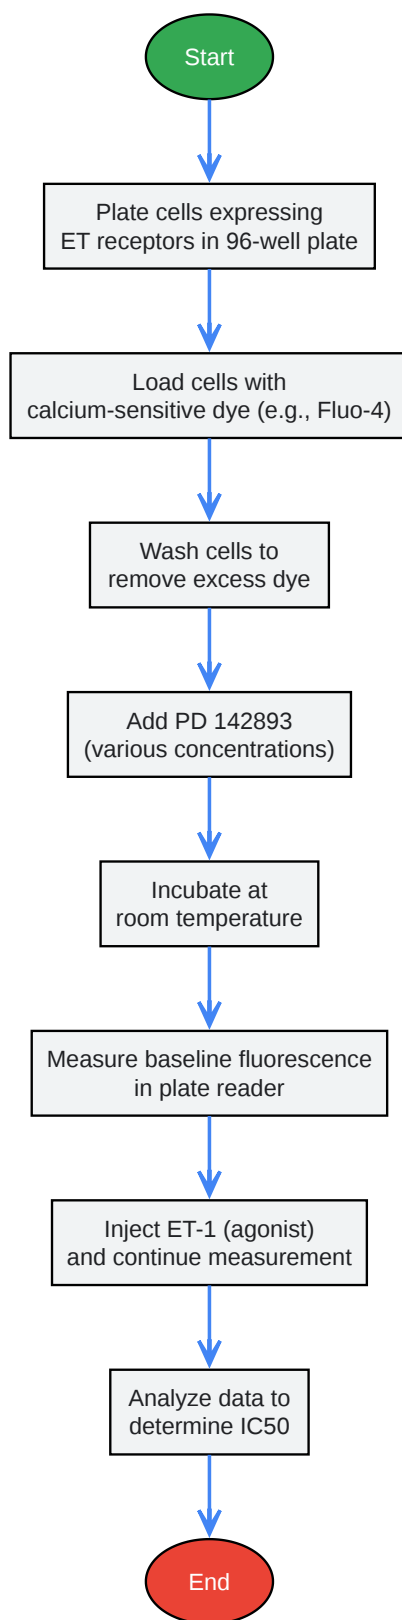 Start
Plate cells expressing
ET receptors in 96-well plate
Load cells with
calcium-sensitive dye (e.g., Fluo-4)
Wash cells to
remove excess dye
Add PD 142893
(various concentrations)
Incubate at
room temperature
Measure baseline fluorescence
in plate reader
Inject ET-1 (agonist)
and continue measurement
Analyze data to
determine IC50
End